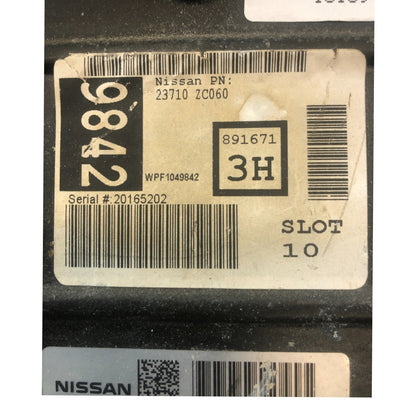 Nissan PN:
23710 ZC060
9842
891671
3H
WPF1049842
Serial #:20165202
SLOT
10
NISSAN